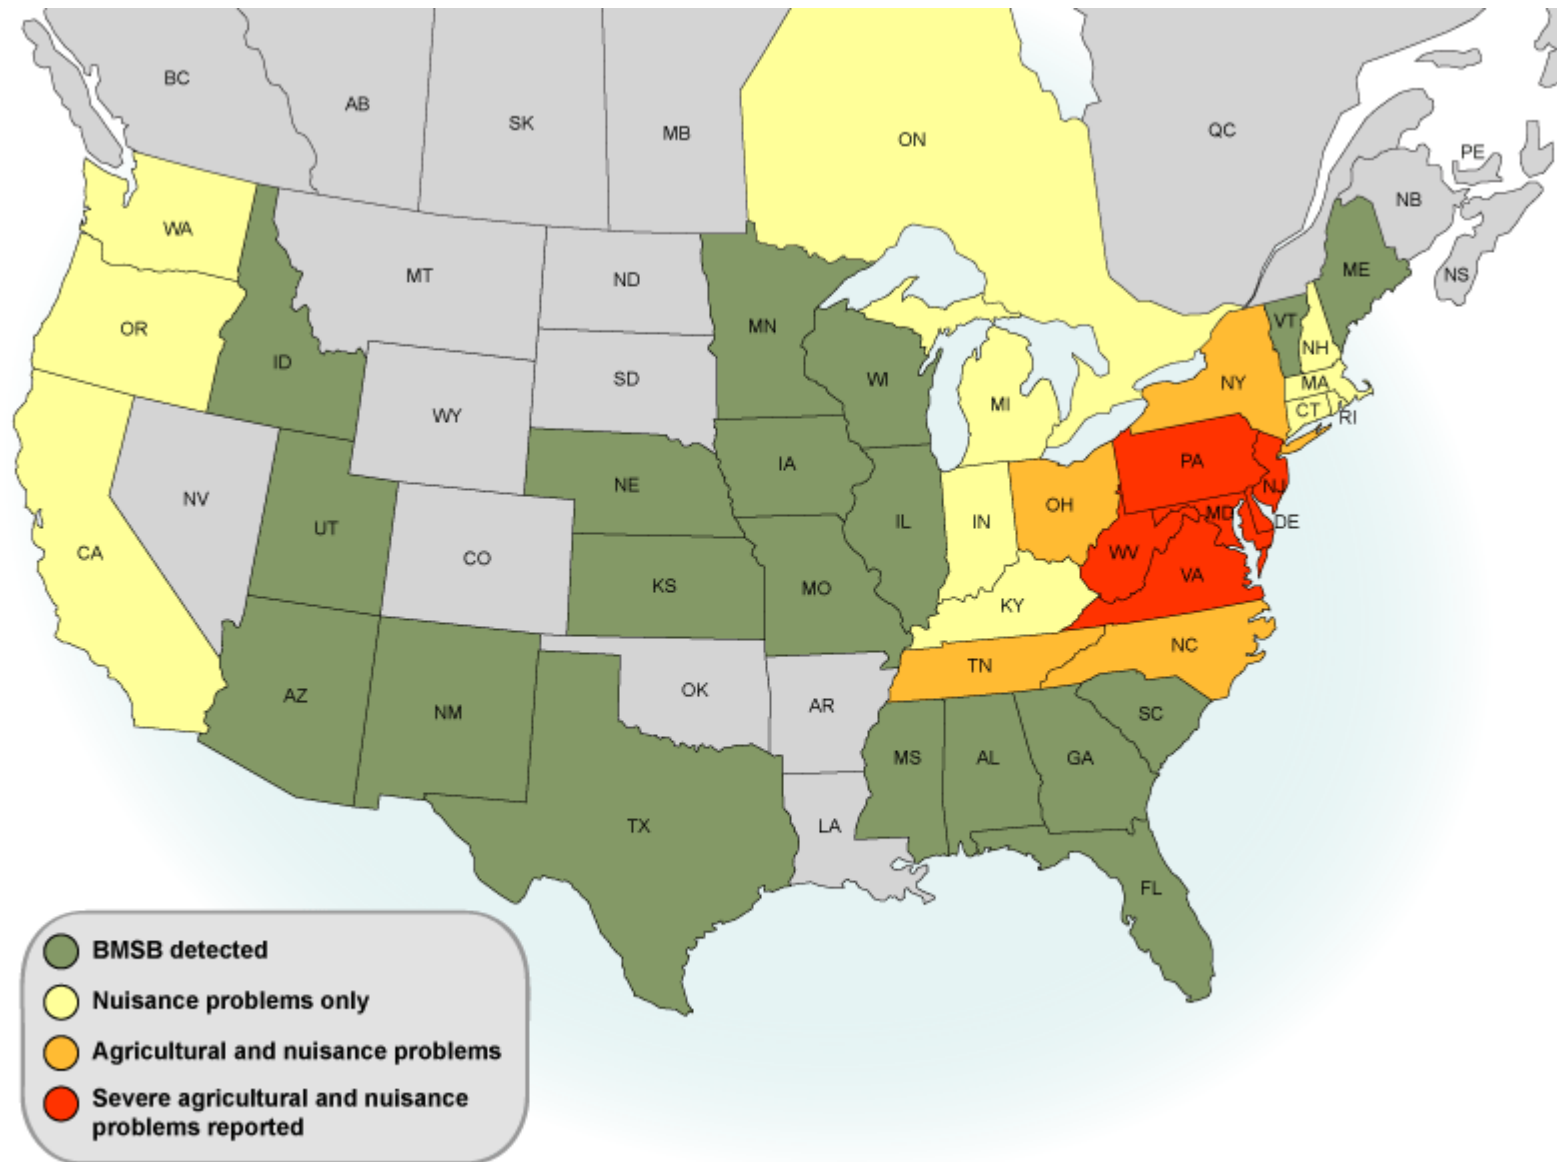 BC
AB
SK
MB
ON
QC
PE
NB
NS
WA
MT
ND
ME
OR
ID
MN
VT
NH
WY
SD
WI
MI
NY
MA
CT
RI
NV
UT
CO
NE
IA
IL
IN
OH
PA
NJ
MD
DE
CA
KS
MO
WV
VA
KY
AZ
NM
OK
AR
TN
NC
MS
AL
GA
SC
TX
LA
FL
BMSB detected
Nuisance problems only
Agricultural and nuisance problems
Severe agricultural and nuisance
problems reported